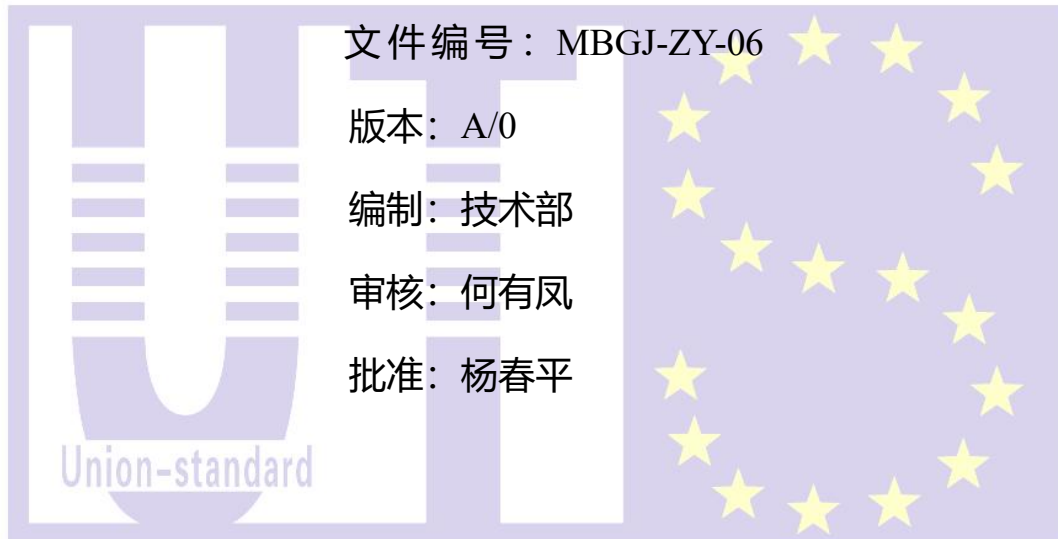 文件编号：MBGJ-ZY-06
版本：A/0
编制：技术部
审核：何有凤
批准：杨春平
Union-standard